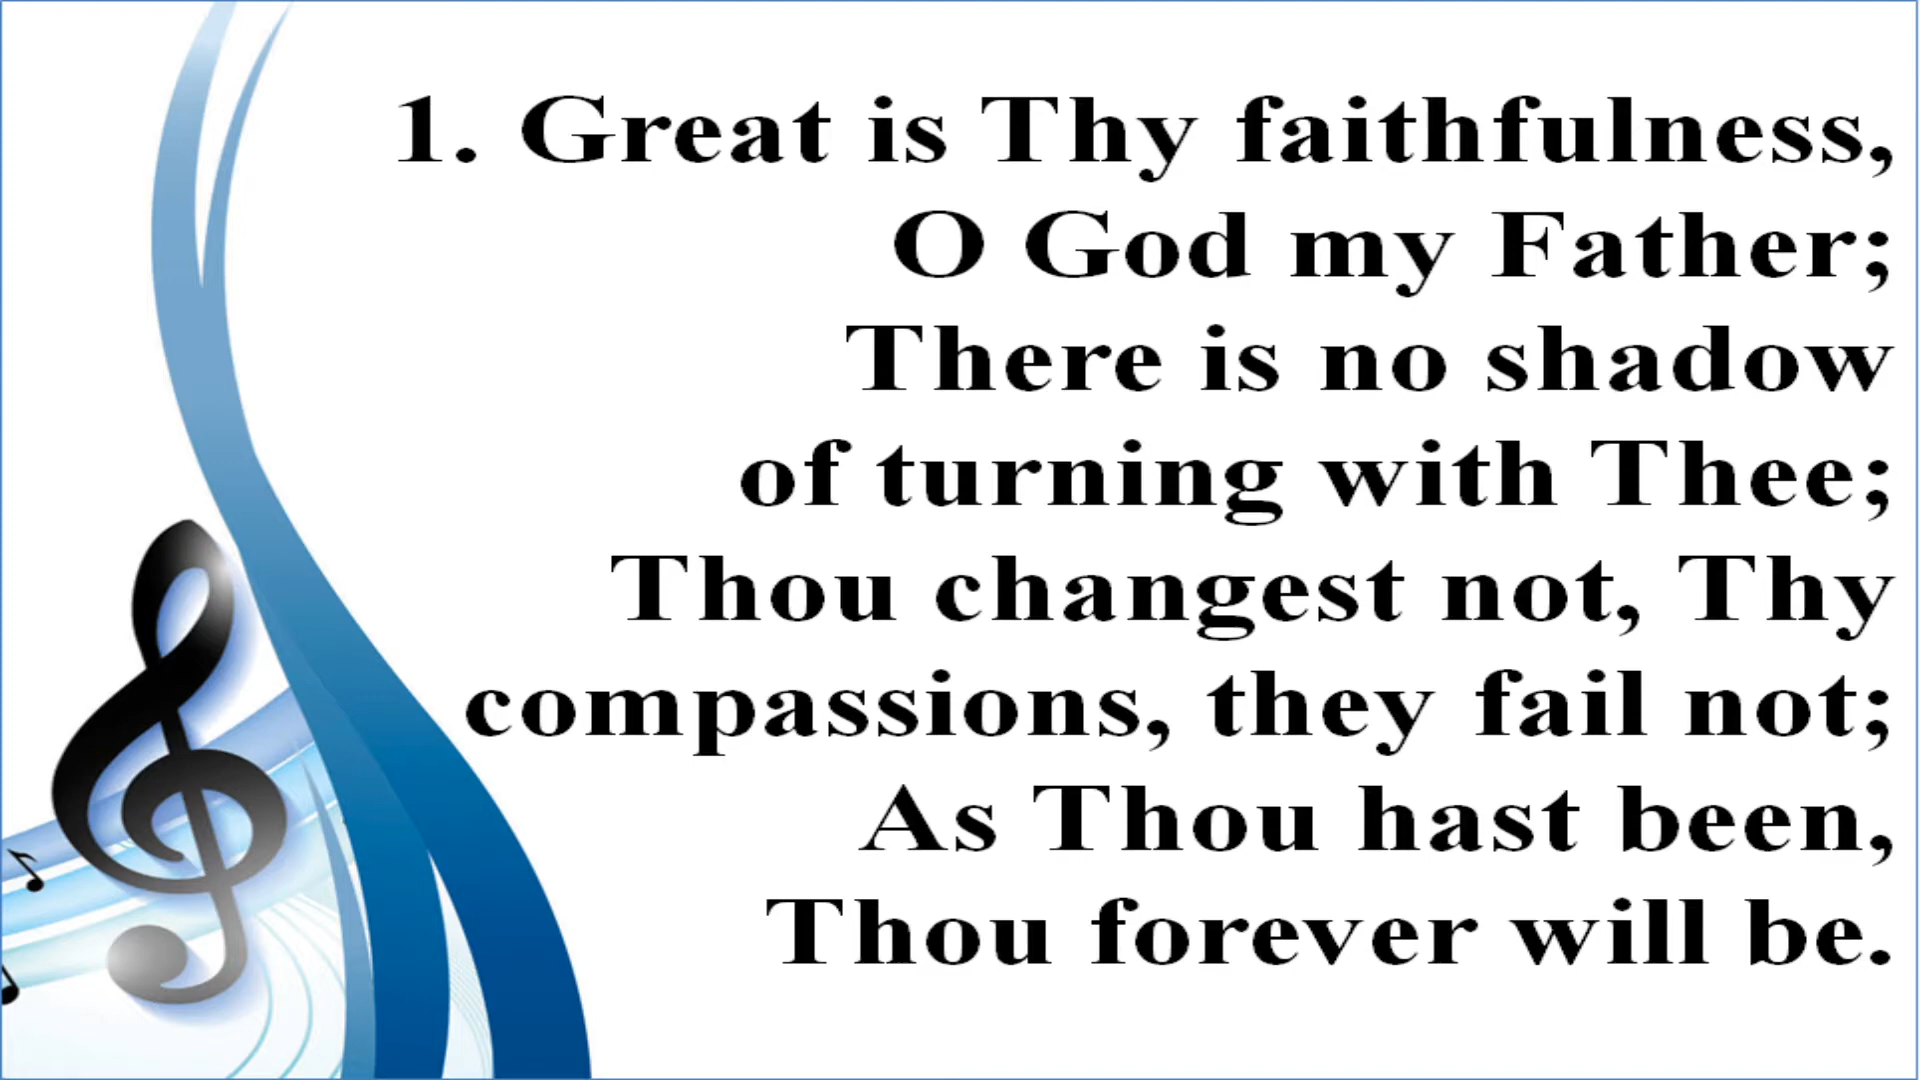 1. Great is Thy faithfulness,
O God my Father;
There is no shadow
of turning with Thee;
Thou changest not, Thy
compassions, they fail not;
As Thou hast been,
Thou forever will be.